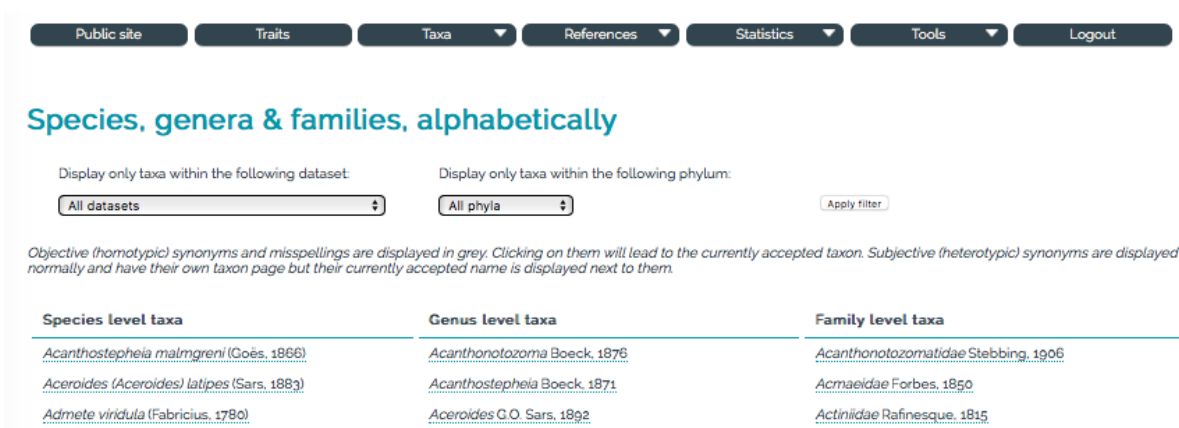 Public site Traits Taxa References Statistics Tools Logout
Species, genera & families, alphabetically
Display only taxa within the following dataset: Display only taxa within the following phylum:
All datasets All phyla Apply filter
Objective (homotypic) synonyms and misspellings are displayed in grey. Clicking on them will lead to the currently accepted taxon. Subjective (heterotypic) synonyms are displayed
normally and have their own taxon page but their currently accepted name is displayed next to them.
Species level taxa Genus level taxa Family level taxa
Acanthostepheia malmgreni (Goës, 1866) Acanthonotozoma Boeck, 1876 Acanthonotozomatidae Stebbing, 1906
Aceroides (Aceroides) latipes (Sars, 1883) Acanthostepheia Boeck, 1871 Acmaeidae Forbes, 1850
Admete viridula (Fabricius, 1780) Aceroides G.O. Sars, 1892 Actiniidae Rafinesque, 1815